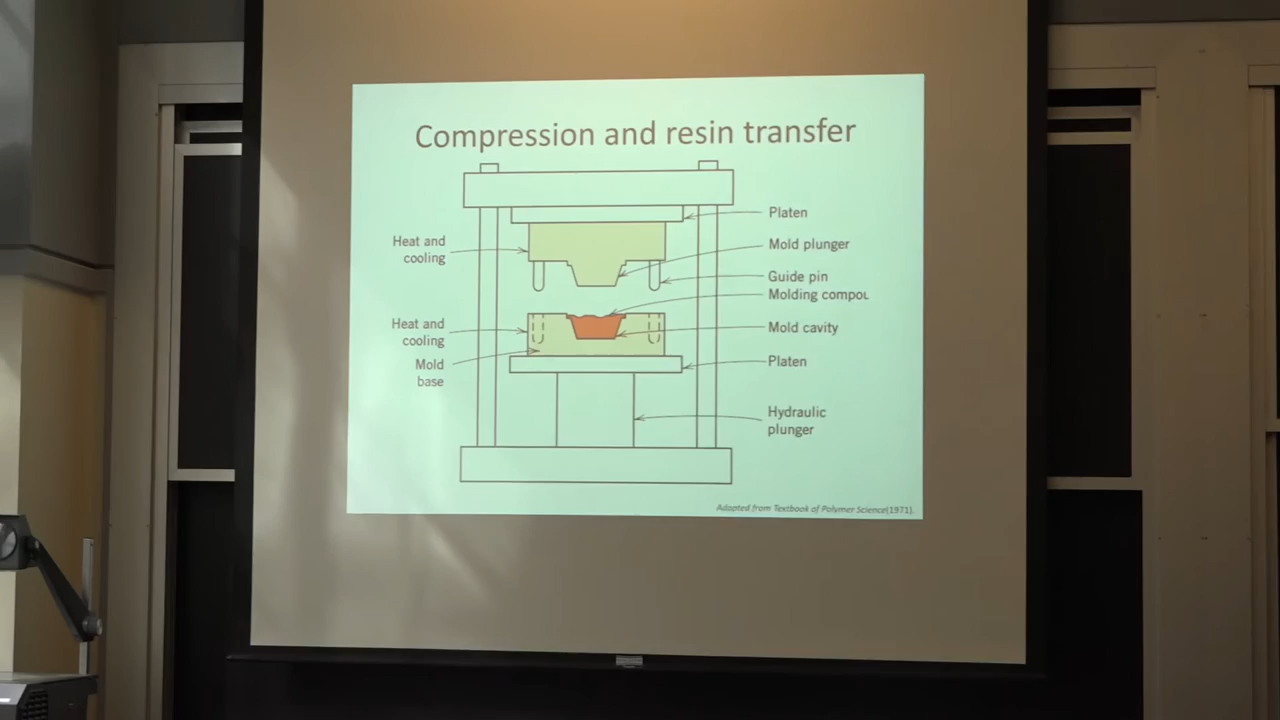 Compression and resin transfer
Platen
Heat and
cooling
Mold plunger
Guide pin
Molding compou
Heat and
cooling
Mold cavity
Mold
base
Platen
Hydraulic
plunger
Adapted from Textbook of Polymer Science(1971).